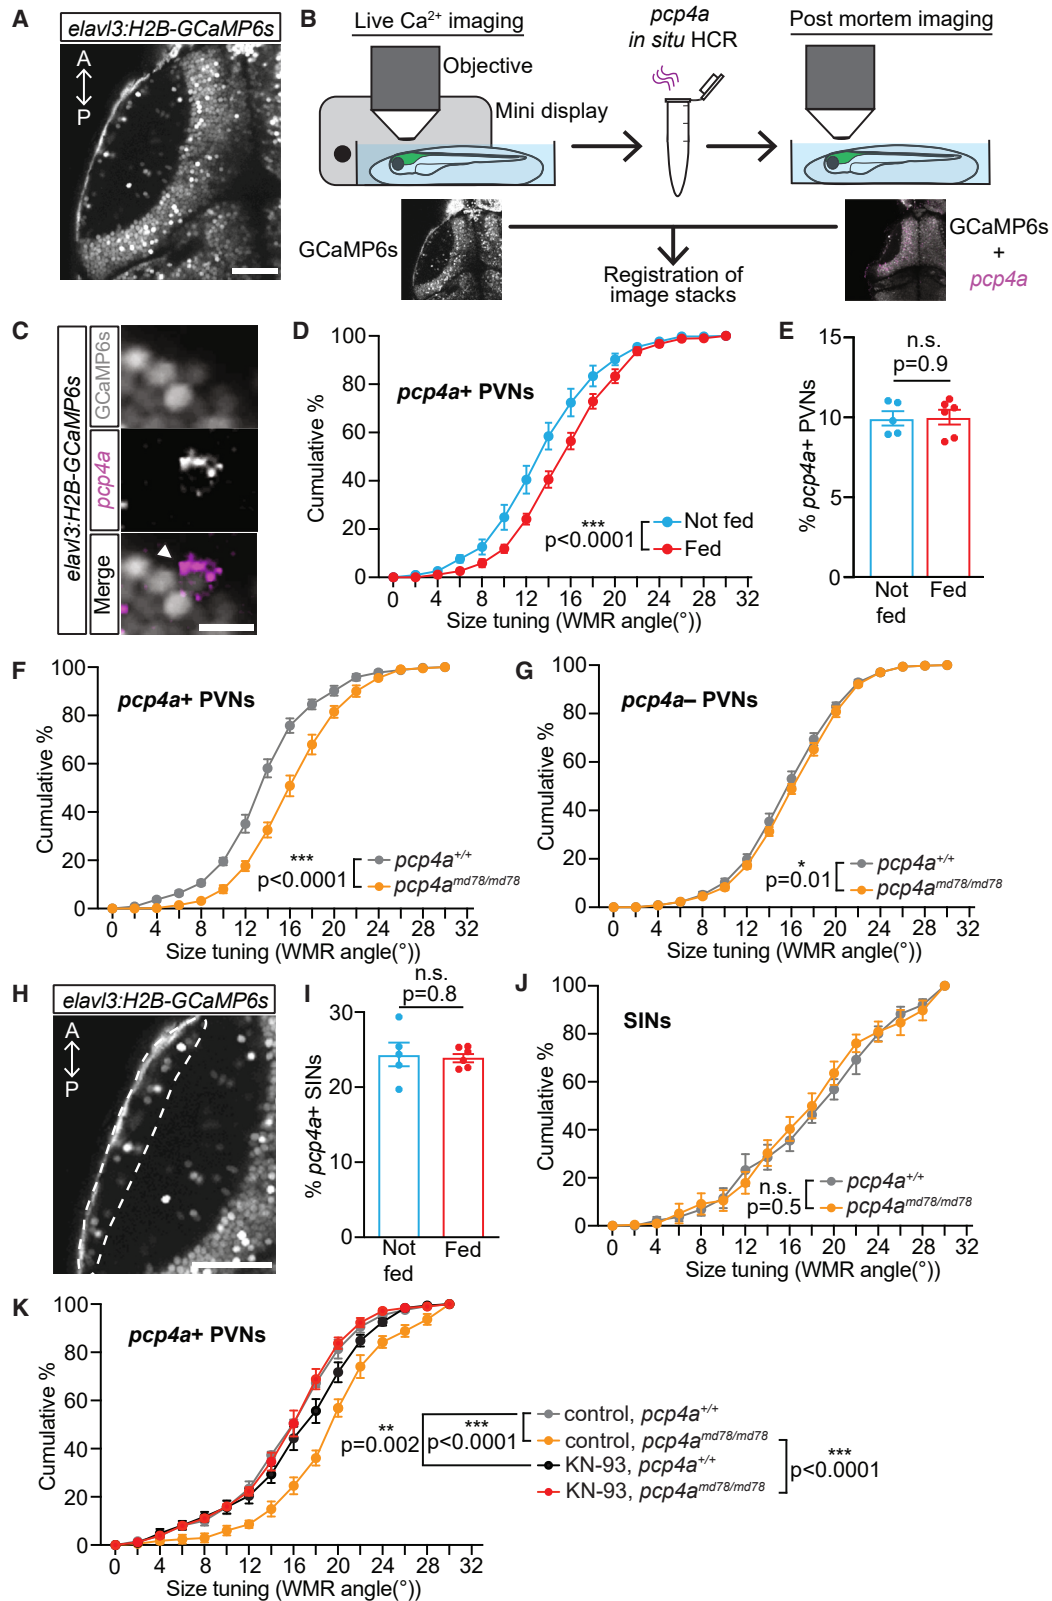 A
elavl3:H2B-GCaMP6s
A
P
B
Live Ca²⁺ imaging
pcp4a
in situ HCR
Post mortem imaging
Objective
Mini display
GCaMP6s
Registration of
image stacks
GCaMP6s
+
pcp4a
C
elavl3:H2B-GCaMP6s
GCaMP6s
pcp4a
Merge
D
pcp4a+ PVNs
Cumulative %
100
80
60
40
20
0
***
p<0.0001
Not fed
Fed
0 4 8 12 16 20 24 28 32
Size tuning (WMR angle(°))
E
% pcp4a+ PVNs
15
10
5
0
n.s.
p=0.9
Not
fed
Fed
F
pcp4a+ PVNs
Cumulative %
100
80
60
40
20
0
***
p<0.0001
pcp4a+/+
pcp4amd78/md78
0 4 8 12 16 20 24 28 32
Size tuning (WMR angle(°))
G
pcp4a– PVNs
Cumulative %
100
80
60
40
20
0
*
p=0.01
pcp4a+/+
pcp4amd78/md78
0 4 8 12 16 20 24 28 32
Size tuning (WMR angle(°))
H
elavl3:H2B-GCaMP6s
A
P
I
% pcp4a+ SINs
30
20
10
0
n.s.
p=0.8
Not
fed
Fed
J
SINs
Cumulative %
100
80
60
40
20
0
n.s.
p=0.5
pcp4a+/+
pcp4amd78/md78
0 4 8 12 16 20 24 28 32
Size tuning (WMR angle(°))
K
pcp4a+ PVNs
Cumulative %
100
80
60
40
20
0
**
p=0.002
***
p<0.0001
control, pcp4a+/+
control, pcp4amd78/md78
KN-93, pcp4a+/+
KN-93, pcp4amd78/md78
***
p<0.0001
0 4 8 12 16 20 24 28 32
Size tuning (WMR angle(°))